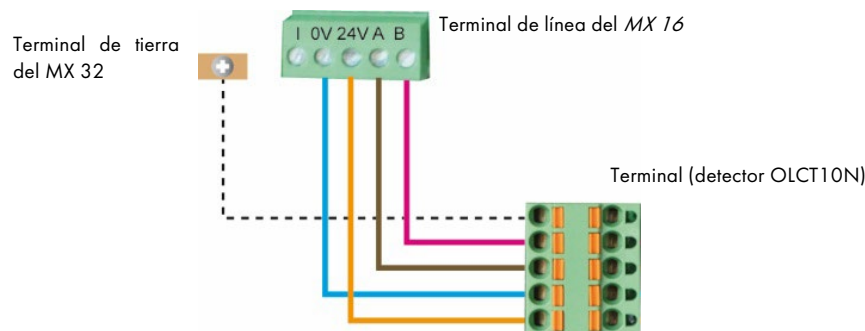 Terminal de tierra
del MX 32
Terminal de línea del MX 16
I 0V 24V A B
Terminal (detector OLCT10N)